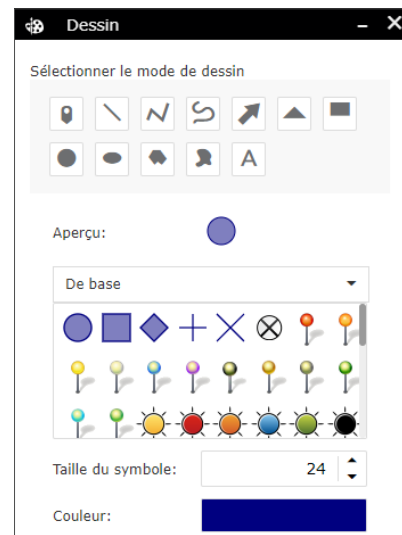 Dessin
Sélectionner le mode de dessin
A
Aperçu:
De base
Taille du symbole: 24
Couleur: